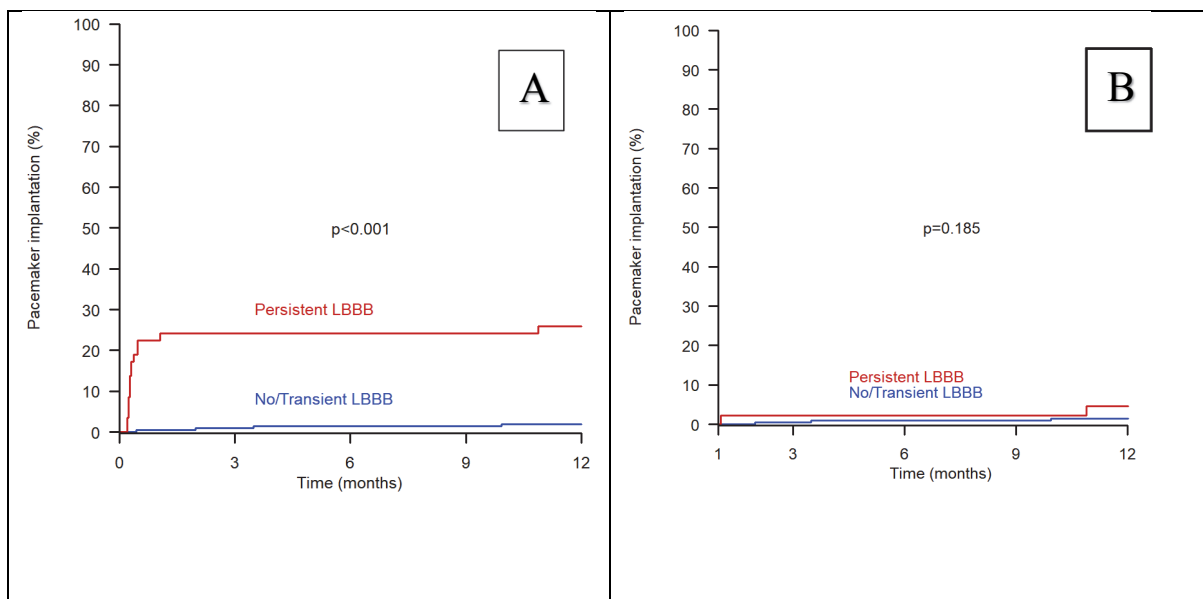 A
Pacemaker implantation (%)
100
90
80
70
60
50
40
30
20
10
0
p<0.001
Persistent LBBB
No/Transient LBBB
0 3 6 9 12
Time (months)
B
Pacemaker implantation (%)
100
90
80
70
60
50
40
30
20
10
0
p=0.185
Persistent LBBB
No/Transient LBBB
1 3 6 9 12
Time (months)